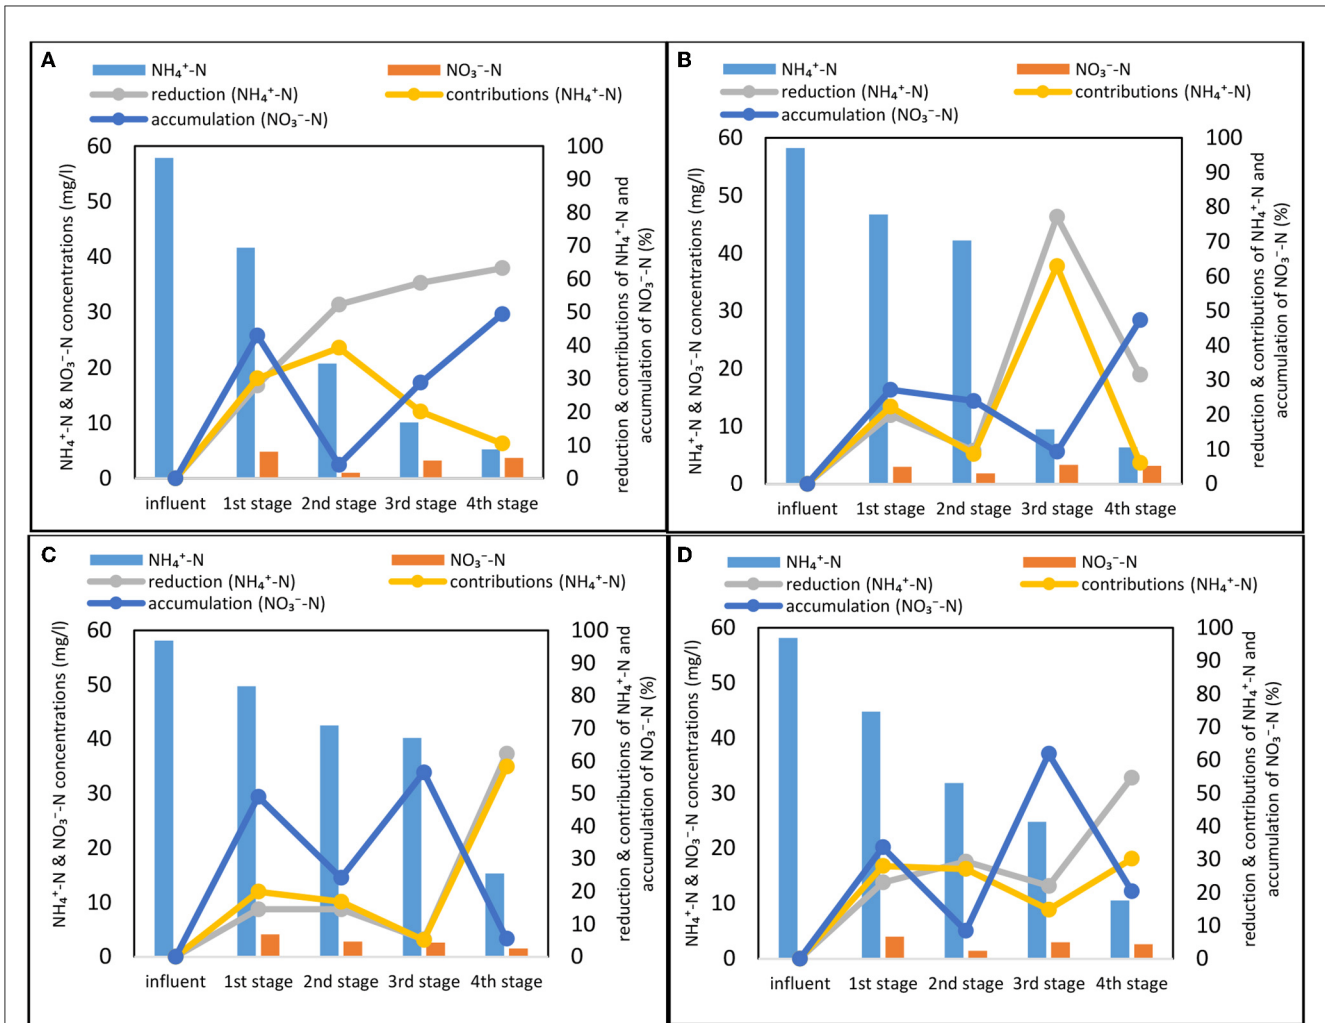 A
NH₄⁺-N
NO₃⁻-N
reduction (NH₄⁺-N)
contributions (NH₄⁺-N)
accumulation (NO₃⁻-N)
NH₄⁺-N & NO₃⁻-N concentrations (mg/l)
60
50
40
30
20
10
0
100
90
80
70
60
50
40
30
20
10
0
reduction & contributions of NH₄⁺-N and
accumulation of NO₃⁻-N (%)
influent 1st stage 2nd stage 3rd stage 4th stage
B
NH₄⁺-N
NO₃⁻-N
reduction (NH₄⁺-N)
contributions (NH₄⁺-N)
accumulation (NO₃⁻-N)
NH₄⁺-N & NO₃⁻-N concentrations (mg/l)
60
50
40
30
20
10
0
100
90
80
70
60
50
40
30
20
10
0
reduction & contributions of NH₄⁺-N and
accumulation of NO₃⁻-N (%)
influent 1st stage 2nd stage 3rd stage 4th stage
C
NH₄⁺-N
NO₃⁻-N
reduction (NH₄⁺-N)
contributions (NH₄⁺-N)
accumulation (NO₃⁻-N)
NH₄⁺-N & NO₃⁻-N concentrations (mg/l)
60
50
40
30
20
10
0
100
90
80
70
60
50
40
30
20
10
0
reduction & contributions of NH₄⁺-N and
accumulation of NO₃⁻-N (%)
influent 1st stage 2nd stage 3rd stage 4th stage
D
NH₄⁺-N
NO₃⁻-N
reduction (NH₄⁺-N)
contributions (NH₄⁺-N)
accumulation (NO₃⁻-N)
NH₄⁺-N & NO₃⁻-N concentrations (mg/l)
60
50
40
30
20
10
0
100
90
80
70
60
50
40
30
20
10
0
reduction & contributions of NH₄⁺-N and
accumulation of NO₃⁻-N (%)
influent 1st stage 2nd stage 3rd stage 4th stage